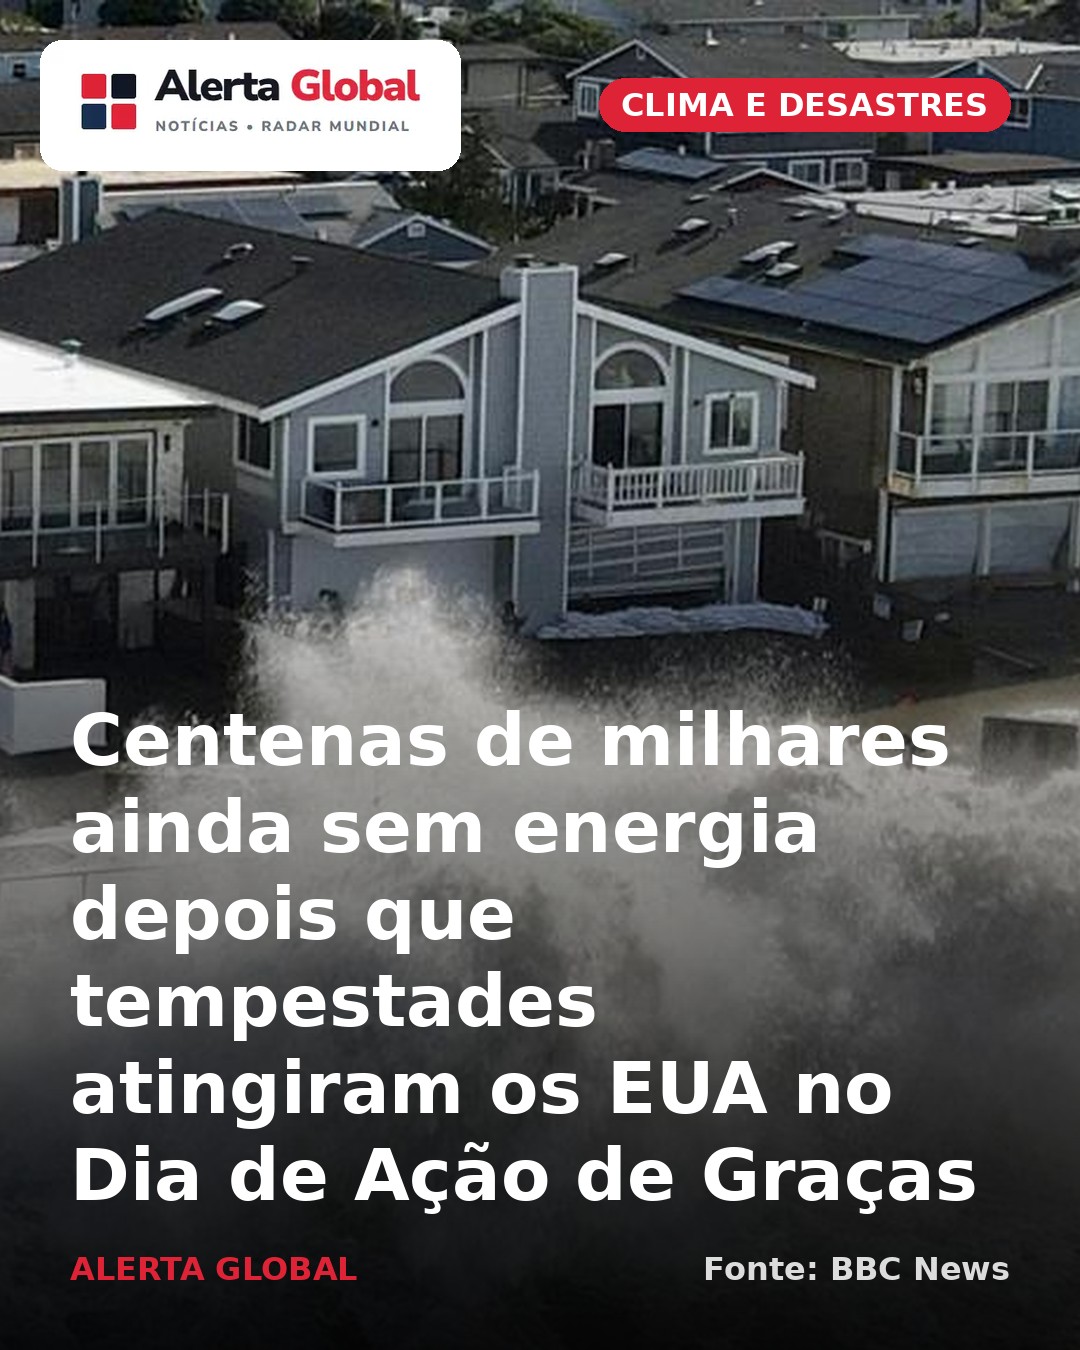 Alerta Global
NOTÍCIAS • RADAR MUNDIAL
CLIMA E DESASTRES
Centenas de milhares
ainda sem energia
depois que
tempestades
atingiram os EUA no
Dia de Ação de Graças
ALERTA GLOBAL
Fonte: BBC News